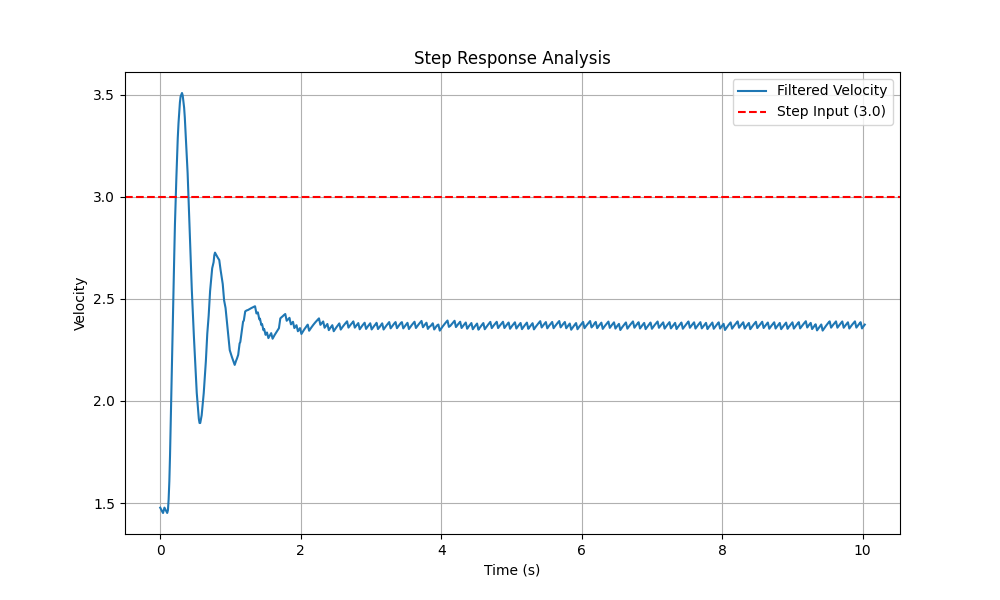 Step Response Analysis
Filtered Velocity
Step Input (3.0)
Velocity
3.5
3.0
2.5
2.0
1.5
0 2 4 6 8 10
Time (s)